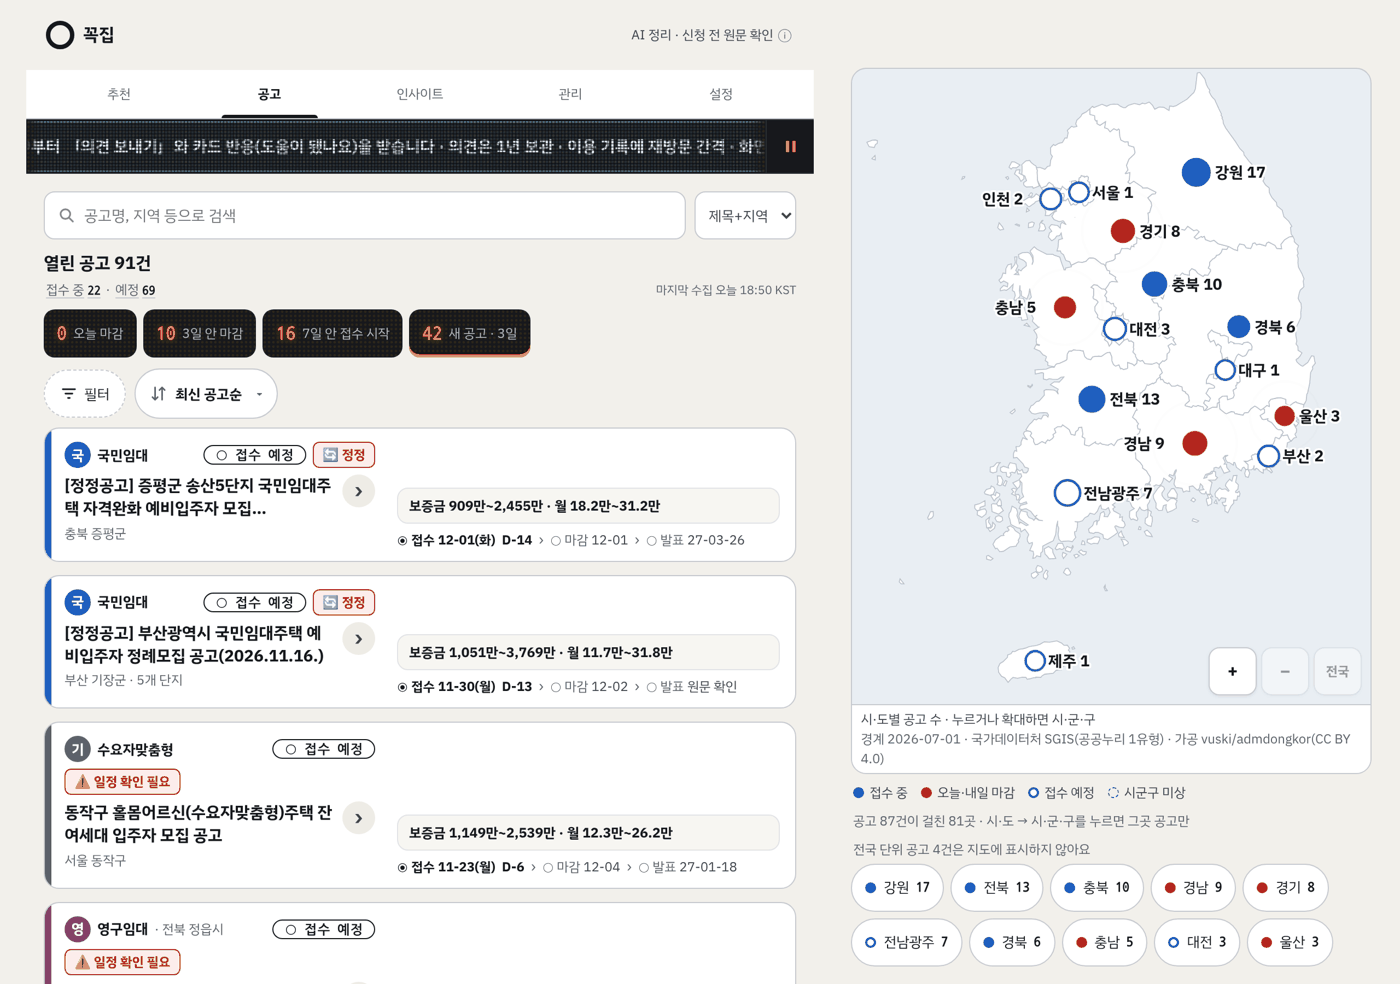 꼭집
AI 정리 · 신청 전 원문 확인 ⓘ
추천 공고 인사이트 관리 설정
부터 「의견 보내기」 와 카드 반응(도움이 됐나요)을 받습니다 · 의견은 1년 보관 · 이용 기록에 재방문 간격 · 화면
공고명, 지역 등으로 검색
제목+지역
열린 공고 91건
접수 중 22 · 예정 69
마지막 수집 오늘 18:50 KST
0 오늘 마감
10 3일 안 마감
16 7일 안 접수 시작
42 새 공고 · 3일
필터
최신 공고순
국 국민임대
○ 접수 예정
정정
[정정공고] 증평군 송산5단지 국민임대주
택 자격완화 예비입주자 모집...
충북 증평군
보증금 909만~2,455만 · 월 18.2만~31.2만
접수 12-01(화) D-14 › ○ 마감 12-01 › ○ 발표 27-03-26
국 국민임대
○ 접수 예정
정정
[정정공고] 부산광역시 국민임대주택 예
비입주자 정례모집 공고(2026.11.16.)
부산 기장군 · 5개 단지
보증금 1,051만~3,769만 · 월 11.7만~31.8만
접수 11-30(월) D-13 › ○ 마감 12-02 › ○ 발표 원문 확인
기 수요자맞춤형
○ 접수 예정
일정 확인 필요
동작구 홀몸어르신(수요자맞춤형)주택 잔
여세대 입주자 모집 공고
서울 동작구
보증금 1,149만~2,539만 · 월 12.3만~26.2만
접수 11-23(월) D-6 › ○ 마감 12-04 › ○ 발표 27-01-18
영 영구임대 · 전북 정읍시
○ 접수 예정
일정 확인 필요
강원 17
인천 2
서울 1
경기 8
충북 10
충남 5
대전 3
경북 6
대구 1
전북 13
울산 3
경남 9
부산 2
전남광주 7
제주 1
+ − 전국
시·도별 공고 수 · 누르거나 확대하면 시·군·구
경계 2026-07-01 · 국가데이터처 SGIS(공공누리 1유형) · 가공 vuski/admdongkor(CC BY
4.0)
접수 중 오늘·내일 마감 접수 예정 시군구 미상
공고 87건이 걸친 81곳 · 시·도 → 시·군·구를 누르면 그곳 공고만
전국 단위 공고 4건은 지도에 표시하지 않아요
강원 17 전북 13 충북 10 경남 9 경기 8
전남광주 7 경북 6 충남 5 대전 3 울산 3